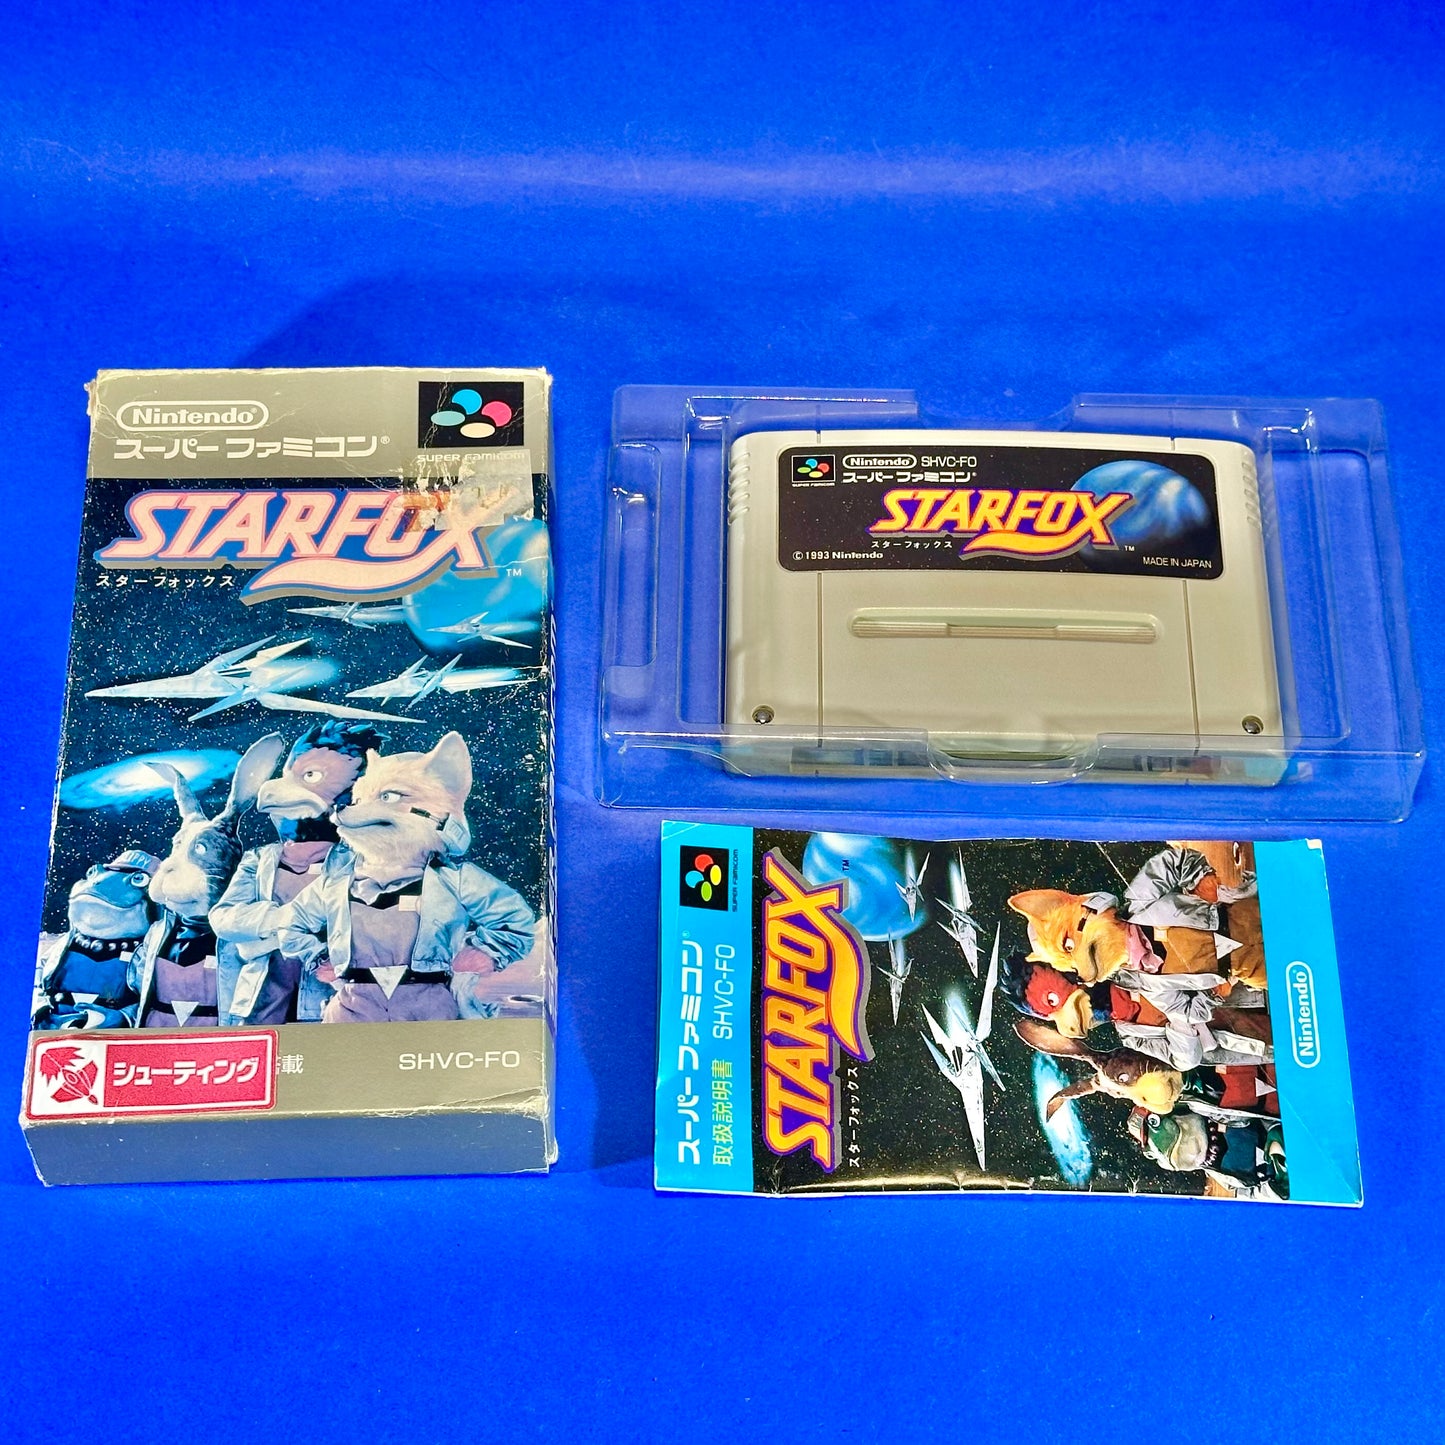 Nintendo®
スーパーファミコン®
SUPER FAMICOM
STARFOX
スターフォックス
TM
シューティング
載
SHVC-FO
SUPER FAMICOM
Nintendo® SHVC-FO
スーパーファミコン®
STARFOX
スターフォックス
TM
©1993 Nintendo
MADE IN JAPAN
SUPER FAMICOM
スーパーファミコン®
取扱説明書 SHVC-FO
STARFOX
TM
スターフォックス
Nintendo®